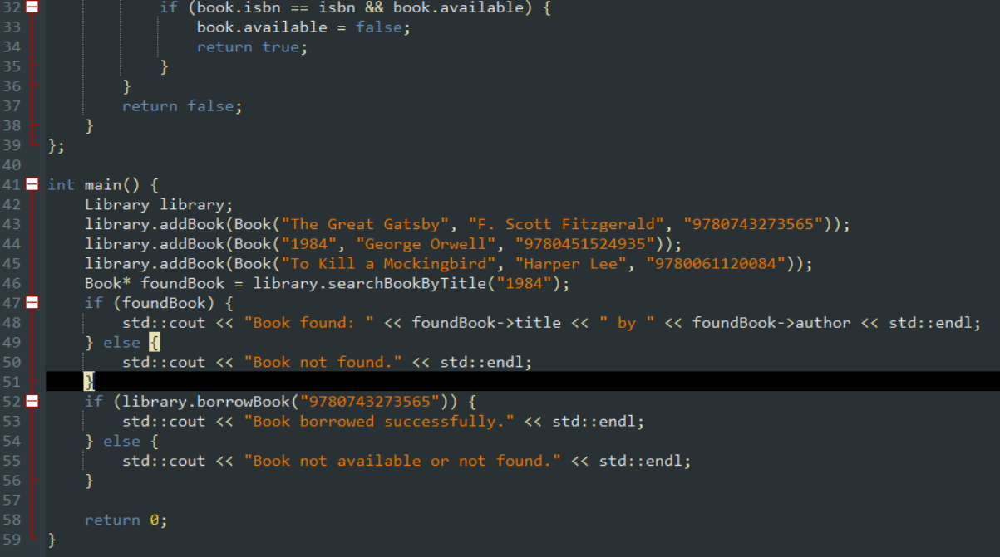 32 if (book.isbn == isbn && book.available) {
33 book.available = false;
34 return true;
35 }
36 }
37 return false;
38 }
39 };
40
41 int main() {
42 Library library;
43 library.addBook(Book("The Great Gatsby", "F. Scott Fitzgerald", "9780743273565"));
44 library.addBook(Book("1984", "George Orwell", "9780451524935"));
45 library.addBook(Book("To Kill a Mockingbird", "Harper Lee", "9780061120084"));
46 Book* foundBook = library.searchBookByTitle("1984");
47 if (foundBook) {
48 std::cout << "Book found: " << foundBook->title << " by " << foundBook->author << std::endl;
49 } else {
50 std::cout << "Book not found." << std::endl;
51 }
52 if (library.borrowBook("9780743273565")) {
53 std::cout << "Book borrowed successfully." << std::endl;
54 } else {
55 std::cout << "Book not available or not found." << std::endl;
56 }
57
58 return 0;
59 }